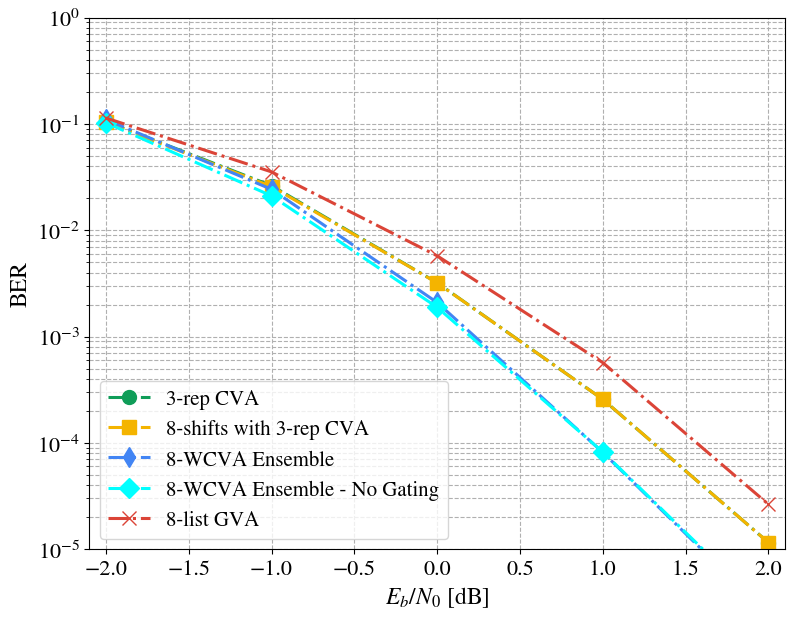 10^0
10^−1
10^−2
10^−3
10^−4
10^−5
BER
3-rep CVA
8-shifts with 3-rep CVA
8-WCVA Ensemble
8-WCVA Ensemble - No Gating
8-list GVA
−2.0 −1.5 −1.0 −0.5 0.0 0.5 1.0 1.5 2.0
E_b/N_0 [dB]